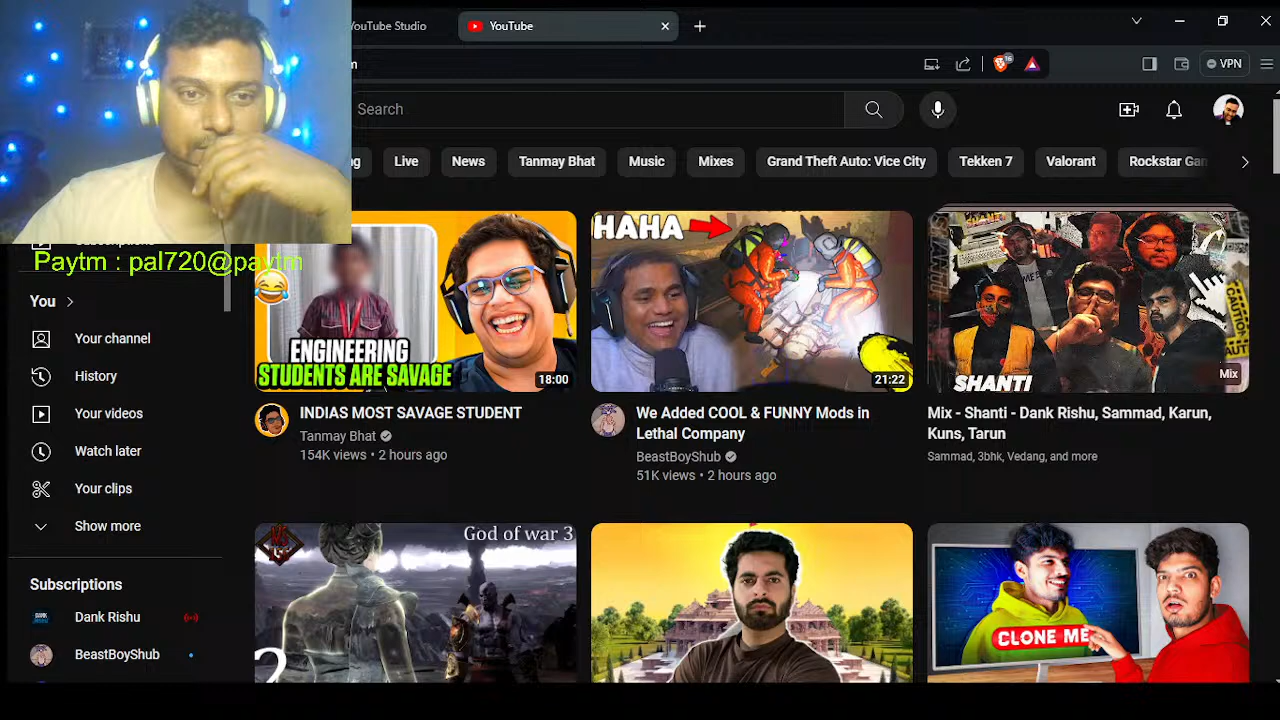 YouTube Studio
YouTube
m
VPN
Search
ng
Live
News
Tanmay Bhat
Music
Mixes
Grand Theft Auto: Vice City
Tekken 7
Valorant
Rockstar Gam
Paytm : pal720@paytm
You
Your channel
History
Your videos
Watch later
Your clips
Show more
Subscriptions
Dank Rishu
BeastBoyShub
ENGINEERING
STUDENTS ARE SAVAGE
18:00
INDIAS MOST SAVAGE STUDENT
Tanmay Bhat
154K views • 2 hours ago
HAHA
21:22
We Added COOL & FUNNY Mods in
Lethal Company
BeastBoyShub
51K views • 2 hours ago
SHANTI
Mix
Mix - Shanti - Dank Rishu, Sammad, Karun,
Kuns, Tarun
Sammad, 3bhk, Vedang, and more
God of war 3
2
CLONE ME